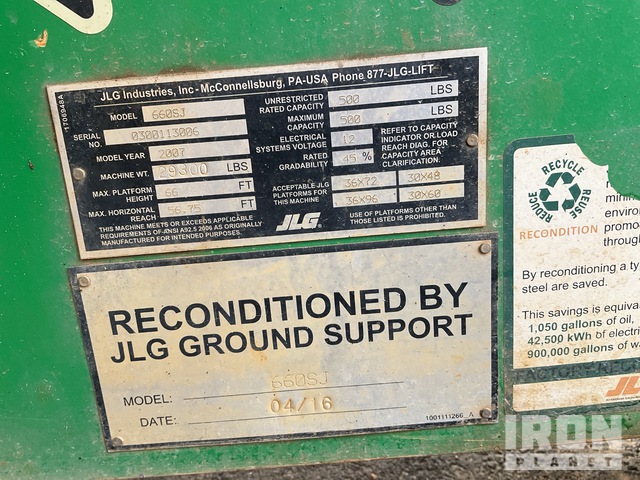 JLG
1706948A
JLG Industries, Inc- McConnellsburg, PA-USA Phone 877-JLG-LIFT
MODEL 660SJ
SERIAL NO. 0300113006
MODEL YEAR 2007
MACHINE WT. 29300 LBS
MAX. PLATFORM HEIGHT 66 FT
MAX. HORIZONTAL REACH 56.75 FT
THIS MACHINE MEETS OR EXCEEDS APPLICABLE
REQUIREMENTS OF ANSI A92.5 2006 AS ORIGINALLY
MANUFACTURED FOR INTENDED PURPOSES.
UNRESTRICTED RATED CAPACITY 500 LBS
MAXIMUM CAPACITY 500 LBS
ELECTRICAL SYSTEMS VOLTAGE 12
RATED GRADABILITY 45 %
REFER TO CAPACITY
INDICATOR OR LOAD
REACH DIAG. FOR
CAPACITY AREA
CLARIFICATION.
ACCEPTABLE JLG
PLATFORMS FOR
THIS MACHINE
36X72 30X48
36X96 30X60
JLG
USE OF PLATFORMS OTHER THAN
THOSE LISTED IS PROHIBITED.
RECONDITIONED BY
JLG GROUND SUPPORT
MODEL: 660SJ
DATE: 04/16
1001111266 A
REDUCE RECYCLE REUSE
RECONDITION
enviro
promo
through
By reconditioning a ty
steel are saved.
This savings is equiva
1,050 gallons of oil,
42,500 kWh of electri
900,000 gallons of wa
JLG
IRON
PLANET